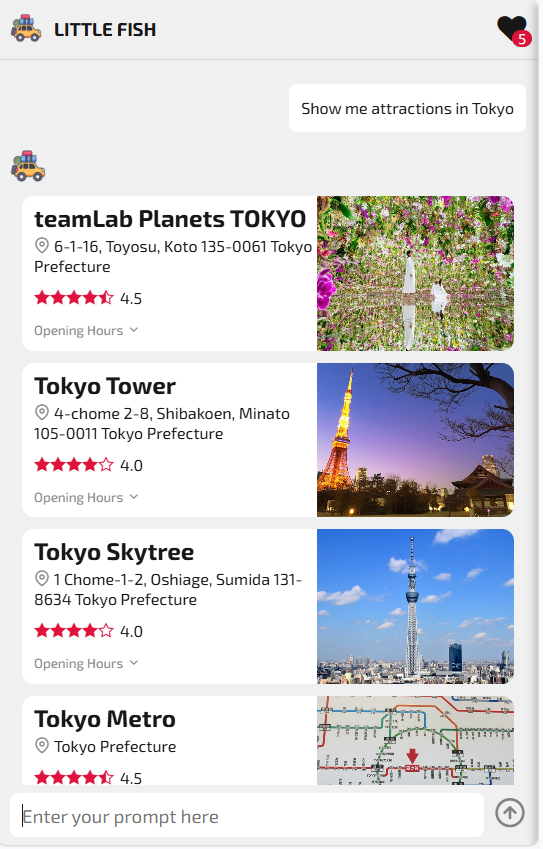 LITTLE FISH
5
Show me attractions in Tokyo
teamLab Planets TOKYO
6-1-16, Toyosu, Koto 135-0061 Tokyo
Prefecture
4.5
Opening Hours
Tokyo Tower
4-chome 2-8, Shibakoen, Minato
105-0011 Tokyo Prefecture
4.0
Opening Hours
Tokyo Skytree
1 Chome-1-2, Oshiage, Sumida 131-
8634 Tokyo Prefecture
4.0
Opening Hours
Tokyo Metro
Tokyo Prefecture
4.5
Enter your prompt here